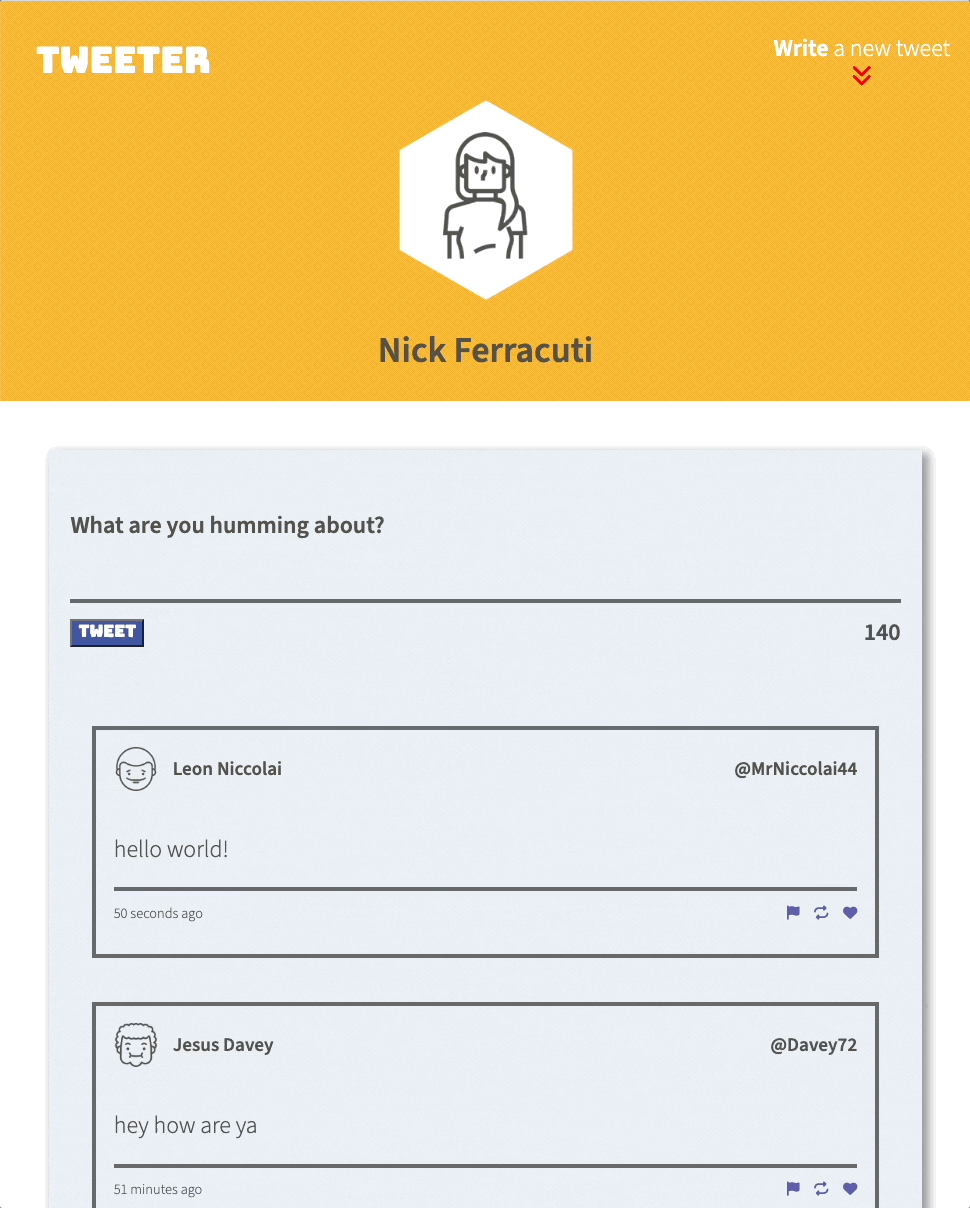 TWEETER
Write a new tweet
Nick Ferracuti
What are you humming about?
TWEET
140
Leon Niccolai
@MrNiccolai44
hello world!
50 seconds ago
Jesus Davey
@Davey72
hey how are ya
51 minutes ago